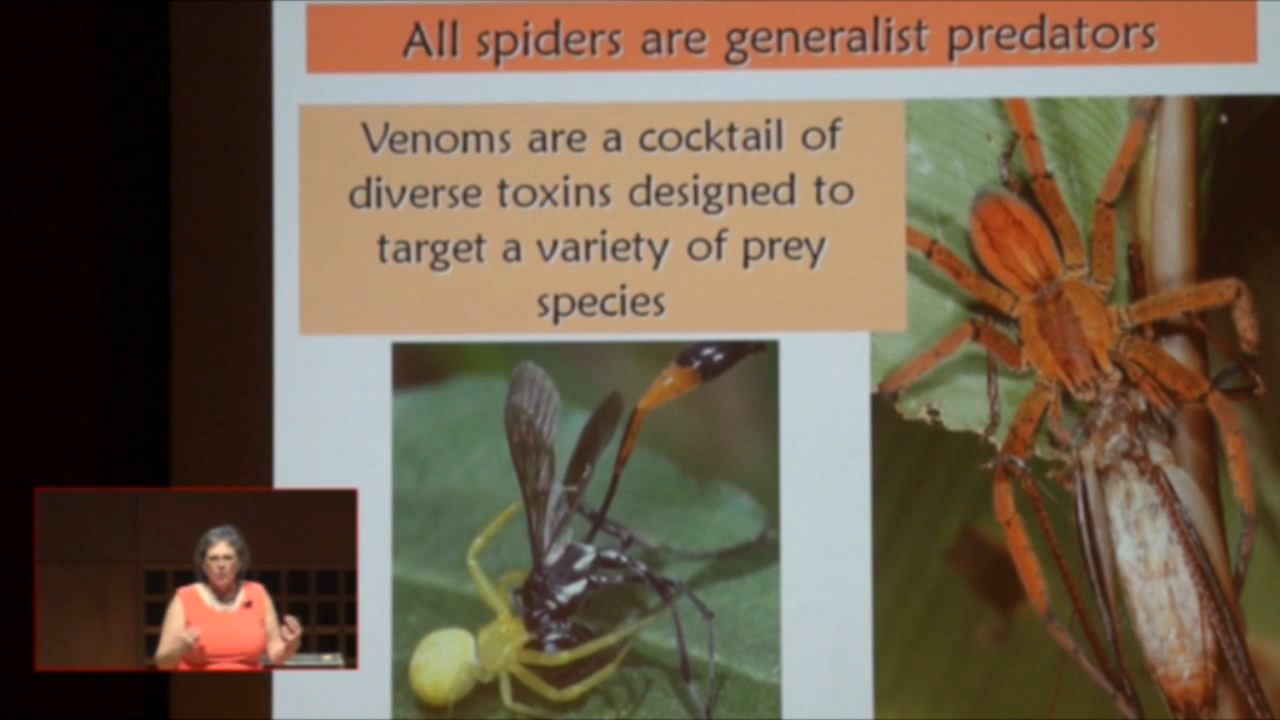 All spiders are generalist predators
Venoms are a cocktail of
diverse toxins designed to
target a variety of prey
species